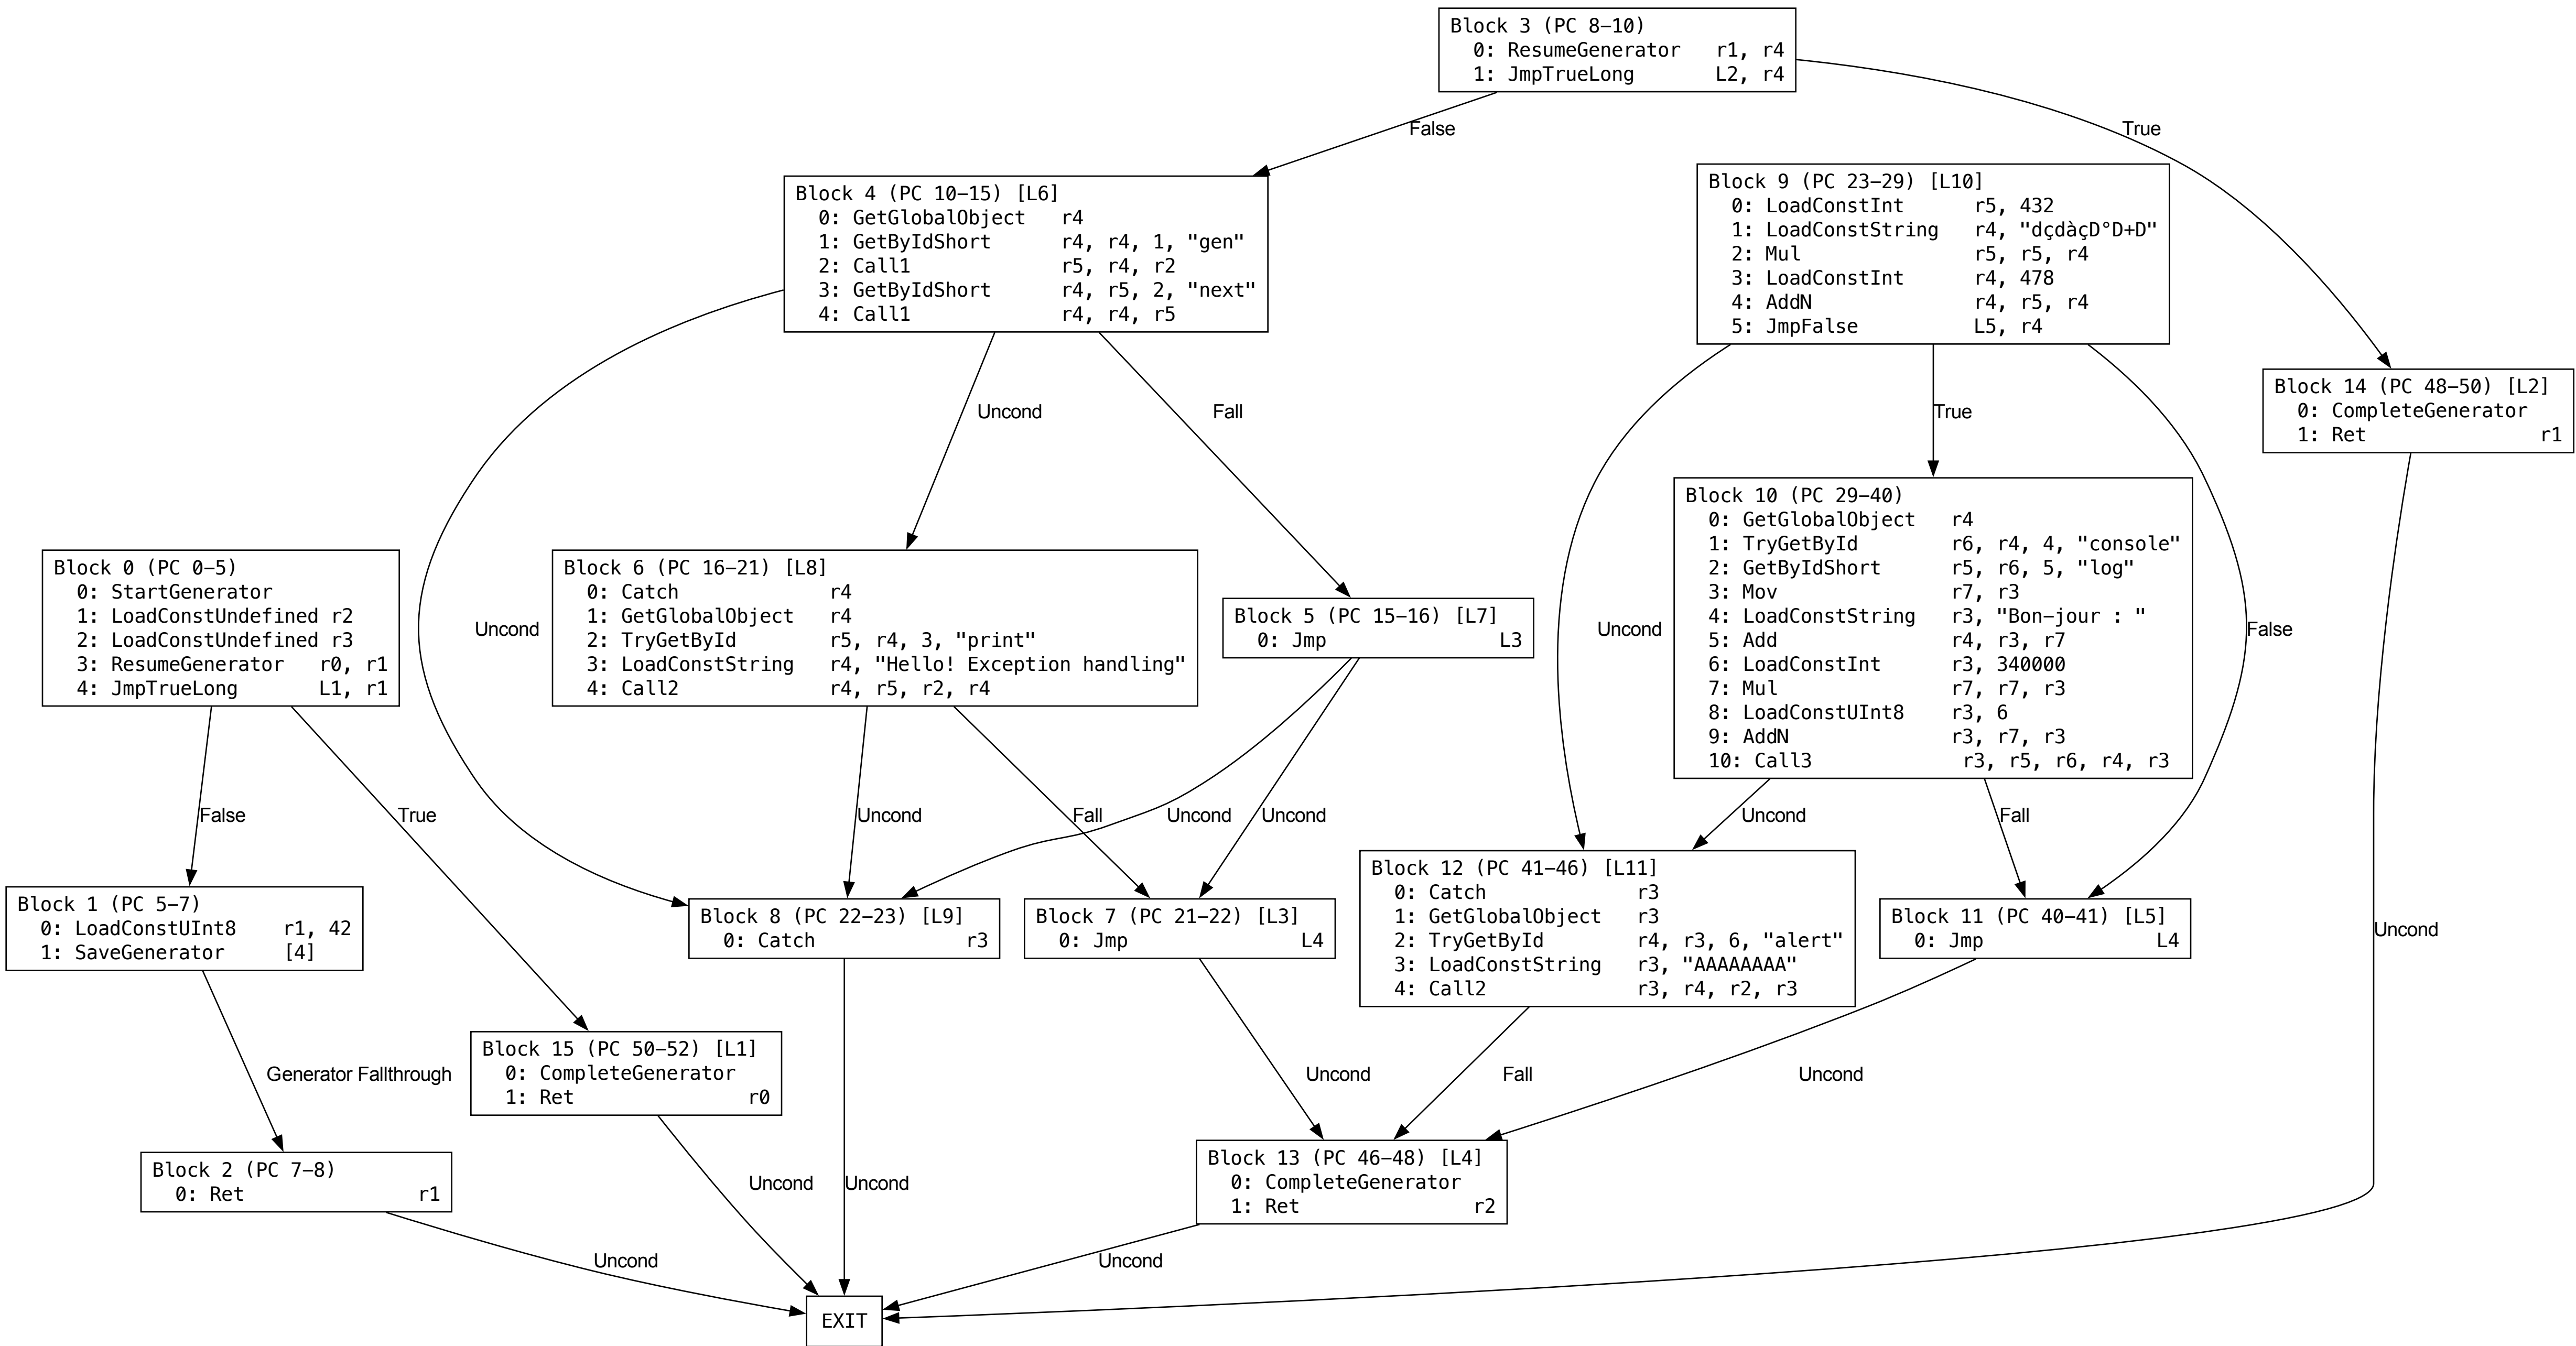 Block 3 (PC 8–10)
0: ResumeGenerator r1, r4
1: JmpTrueLong L2, r4
False
True
Block 4 (PC 10–15) [L6]
0: GetGlobalObject r4
1: GetByIdShort r4, r4, 1, "gen"
2: Call1 r5, r4, r2
3: GetByIdShort r4, r5, 2, "next"
4: Call1 r4, r4, r5
Block 9 (PC 23–29) [L10]
0: LoadConstInt r5, 432
1: LoadConstString r4, "dçdàçD°D+D"
2: Mul r5, r5, r4
3: LoadConstInt r4, 478
4: AddN r4, r5, r4
5: JmpFalse L5, r4
Block 14 (PC 48–50) [L2]
0: CompleteGenerator
1: Ret r1
Uncond
Fall
True
Block 10 (PC 29–40)
0: GetGlobalObject r4
1: TryGetById r6, r4, 4, "console"
2: GetByIdShort r5, r6, 5, "log"
3: Mov r7, r3
4: LoadConstString r3, "Bon–jour : "
5: Add r4, r3, r7
6: LoadConstInt r3, 340000
7: Mul r7, r7, r3
8: LoadConstUInt8 r3, 6
9: AddN r3, r7, r3
10: Call3 r3, r5, r6, r4, r3
Block 0 (PC 0–5)
0: StartGenerator
1: LoadConstUndefined r2
2: LoadConstUndefined r3
3: ResumeGenerator r0, r1
4: JmpTrueLong L1, r1
Uncond
Block 6 (PC 16–21) [L8]
0: Catch r4
1: GetGlobalObject r4
2: TryGetById r5, r4, 3, "print"
3: LoadConstString r4, "Hello! Exception handling"
4: Call2 r4, r5, r2, r4
Block 5 (PC 15–16) [L7]
0: Jmp L3
Uncond
False
False
True
Uncond
Fall
Uncond
Uncond
Uncond
Fall
Block 1 (PC 5–7)
0: LoadConstUInt8 r1, 42
1: SaveGenerator [4]
Block 8 (PC 22–23) [L9]
0: Catch r3
Block 7 (PC 21–22) [L3]
0: Jmp L4
Block 12 (PC 41–46) [L11]
0: Catch r3
1: GetGlobalObject r3
2: TryGetById r4, r3, 6, "alert"
3: LoadConstString r3, "AAAAAAAA"
4: Call2 r3, r4, r2, r3
Block 11 (PC 40–41) [L5]
0: Jmp L4
Uncond
Generator Fallthrough
Block 15 (PC 50–52) [L1]
0: CompleteGenerator
1: Ret r0
Uncond
Fall
Uncond
Block 2 (PC 7–8)
0: Ret r1
Uncond
Uncond
Block 13 (PC 46–48) [L4]
0: CompleteGenerator
1: Ret r2
Uncond
Uncond
EXIT